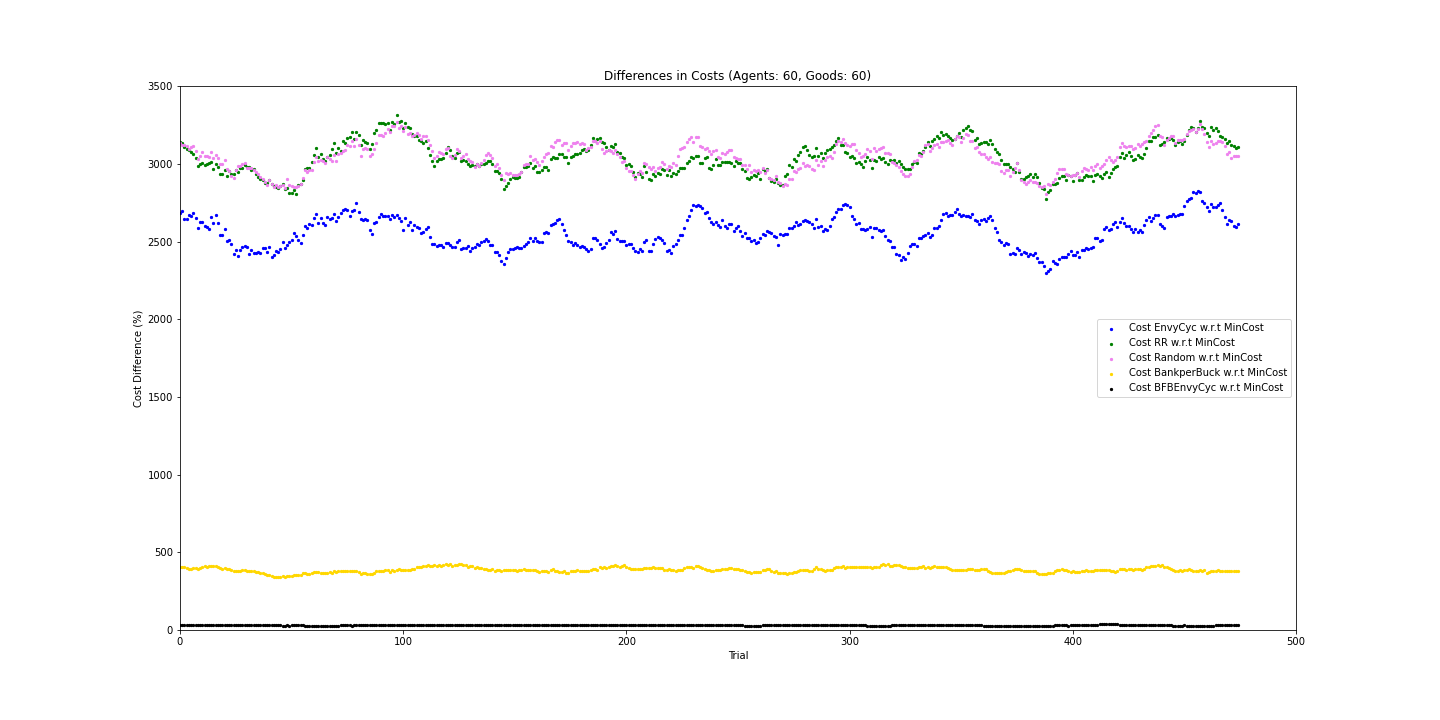 Differences in Costs (Agents: 60, Goods: 60)
3500
3000
2500
2000
1500
1000
500
0
Cost Difference (%)
Cost EnvyCyc w.r.t MinCost
Cost RR w.r.t MinCost
Cost Random w.r.t MinCost
Cost BankperBuck w.r.t MinCost
Cost BFBEnvyCyc w.r.t MinCost
0 100 200 300 400 500
Trial